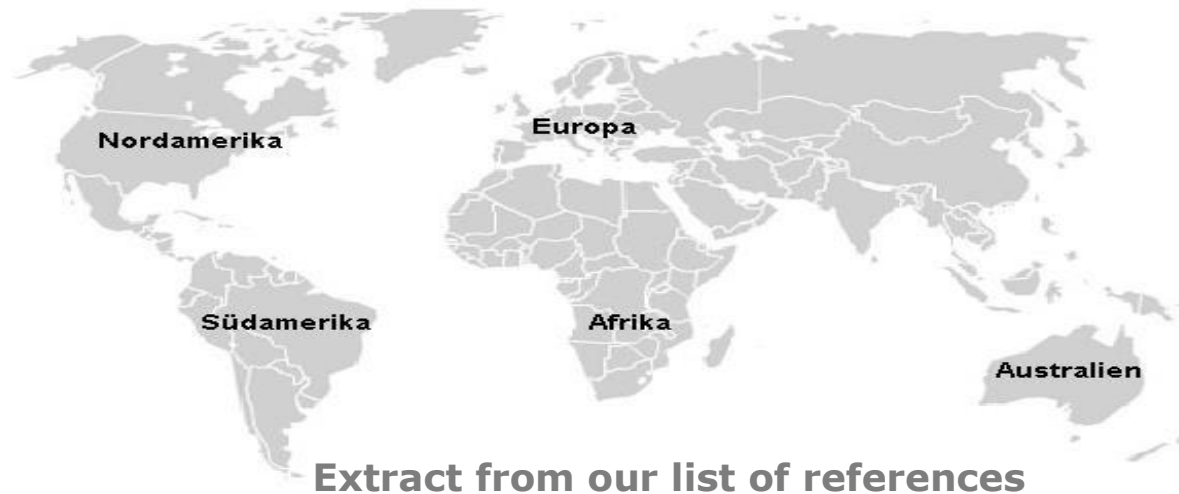 Europa
Nordamerika
Südamerika
Afrika
Australien
Extract from our list of references